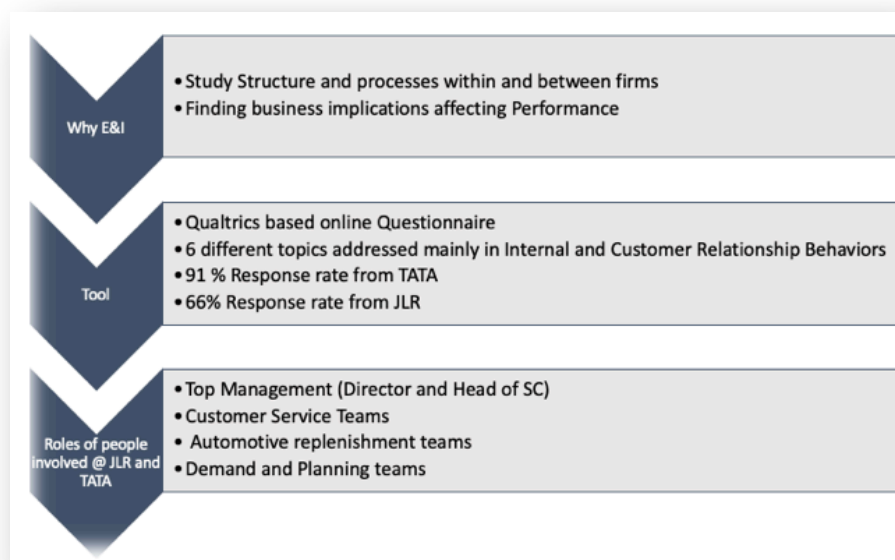 Why E&I
• Study Structure and processes within and between firms
• Finding business implications affecting Performance
Tool
• Qualtrics based online Questionnaire
• 6 different topics addressed mainly in Internal and Customer Relationship Behaviors
• 91 % Response rate from TATA
• 66% Response rate from JLR
Roles of people
involved @ JLR and
TATA
• Top Management (Director and Head of SC)
• Customer Service Teams
• Automotive replenishment teams
• Demand and Planning teams